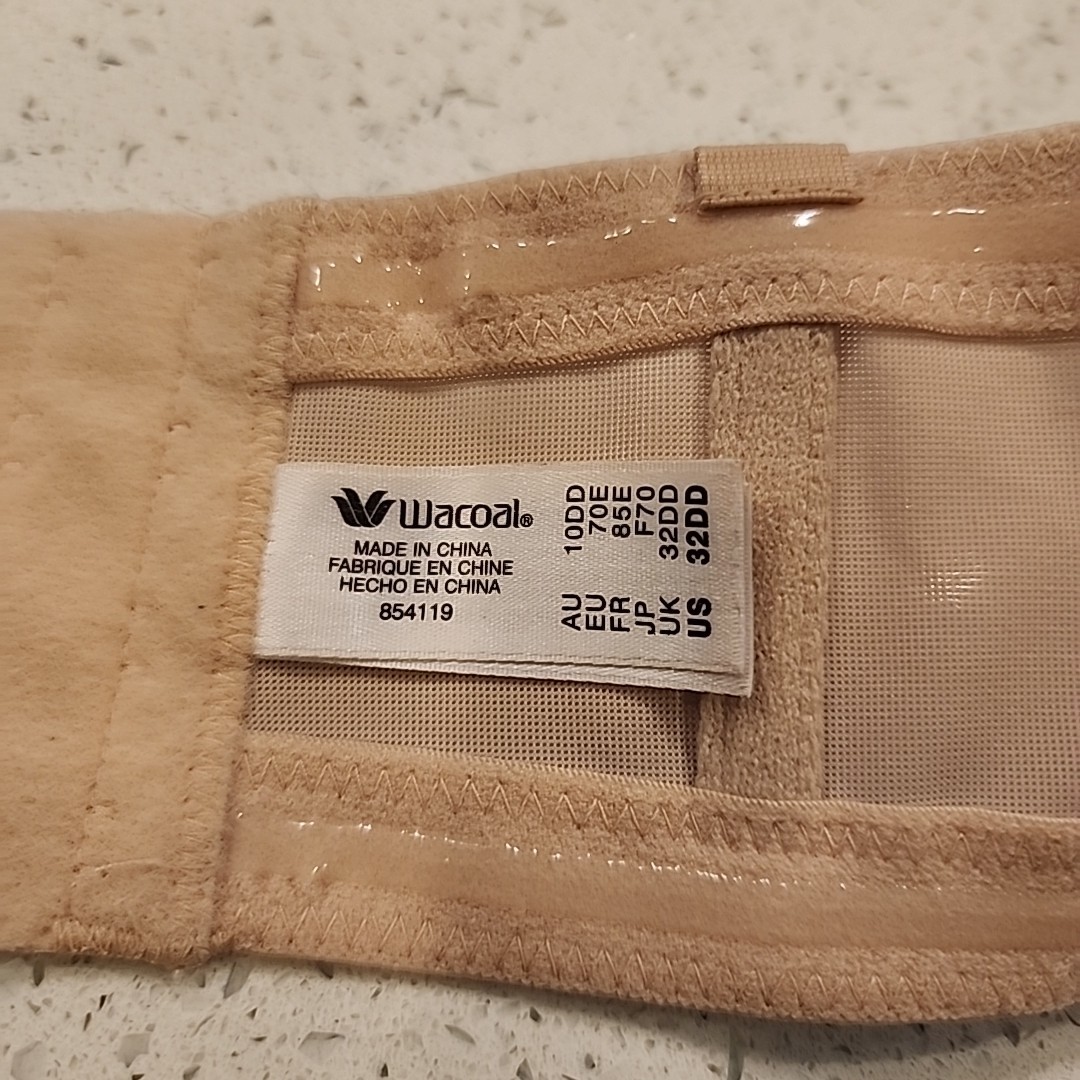 Wacoal®
MADE IN CHINA
FABRIQUE EN CHINE
HECHO EN CHINA
854119
AU 10DD
EU 70E
FR 85E
JP F70
UK 32DD
US 32DD